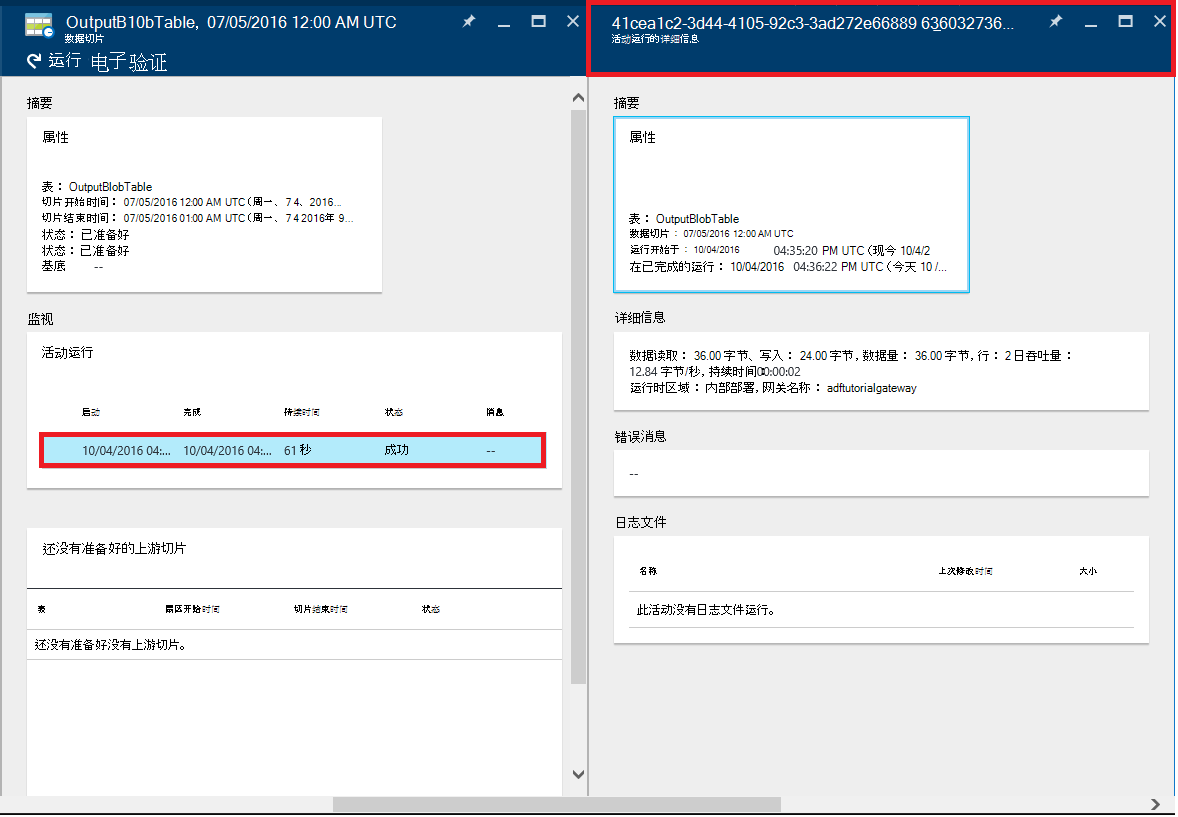 OutputB10bTable, 07/05/2016 12:00 AM UTC
数据切片
运行 电子验证
摘要
属性
表： OutputBlobTable
切片开始时间： 07/05/2016 12:00 AM UTC（周一、7 4、2016...
切片结束时间： 07/05/2016 01:00 AM UTC（周一、7 4 2016年 9...
状态：已准备好
状态：已准备好
基底 --
监视
活动运行
启动 完成 持续时间 状态 消息
10/04/2016 04:... 10/04/2016 04:... 61 秒 成功 --
还没有准备好的上游切片
表 扇区开始时间 切片结束时间 状态
还没有准备好没有上游切片。
41cea1c2-3d44-4105-92c3-3ad272e66889 636032736...
活动运行的详细信息
摘要
属性
表： OutputBlobTable
数据切片： 07/05/2016 12:00 AM UTC
运行开始于： 10/04/2016 04:35:20 PM UTC（现今 10/4/2
在已完成的运行： 10/04/2016 04:36:22 PM UTC（今天 10 /...
详细信息
数据读取： 36.00 字节、写入： 24.00 字节, 数据量： 36.00 字节, 行： 2 日吞吐量：
12.84 字节/秒, 持续时间00:00:02
运行时区域：内部部署, 网关名称： adftutorialgateway
错误消息
--
日志文件
名称 上次修改时间 大小
此活动没有日志文件运行。